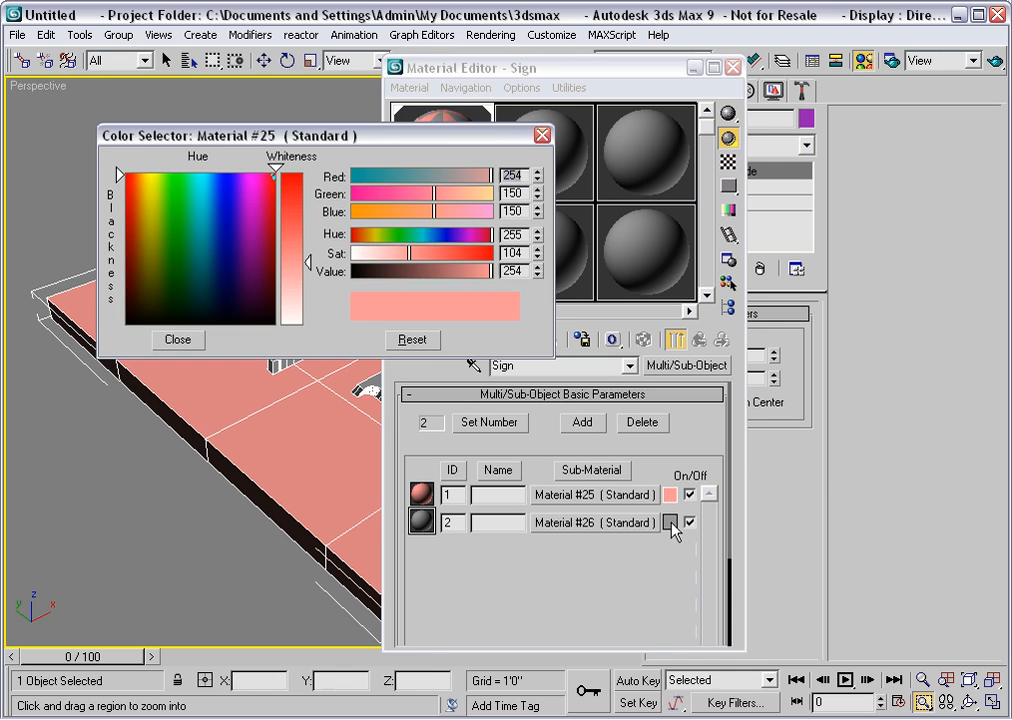 Untitled - Project Folder: C:\Documents and Settings\Admin\My Documents\3dsmax - Autodesk 3ds Max 9 - Not for Resale - Display : Dire...
File Edit Tools Group Views Create Modifiers reactor Animation Graph Editors Rendering Customize MAXScript Help
All View View
Perspective
Material Editor - Sign
Material Navigation Options Utilities
Color Selector: Material #25 ( Standard )
Hue Whiteness
Blackness
Red: 254
Green: 150
Blue: 150
Hue: 255
Sat: 104
Value: 254
Close Reset
Sign Multi/Sub-Object
- Multi/Sub-Object Basic Parameters
2 Set Number Add Delete
ID Name Sub-Material On/Off
1 Material #25 ( Standard )
2 Material #26 ( Standard )
Center
z
y x
0 / 100
1 Object Selected X: Y: Z: Grid = 1'0" Auto Key Selected
Click and drag a region to zoom into Add Time Tag Set Key Key Filters... 0